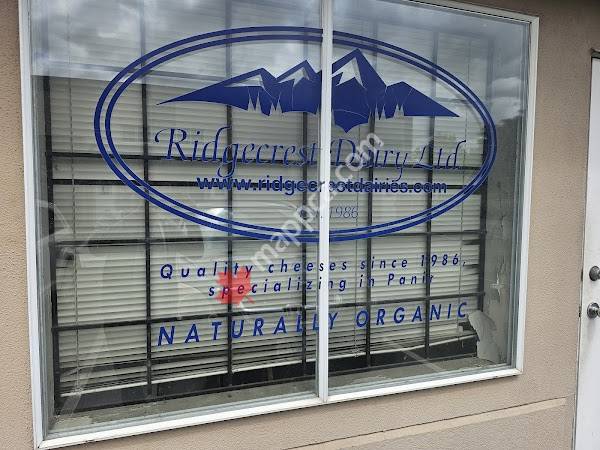 Ridgecrest Dairy Ltd.
www.ridgecrestdairies.com
1986
Quality cheeses since 1986,
specializing in Panir
NATURALLY ORGANIC